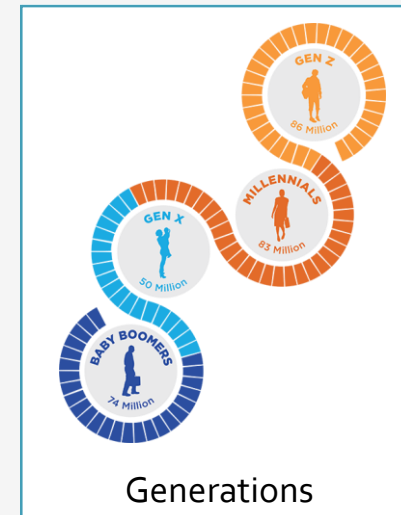 GEN Z
86 Million
MILLENNIALS
83 Million
GEN X
50 Million
BABY BOOMERS
74 Million
Generations